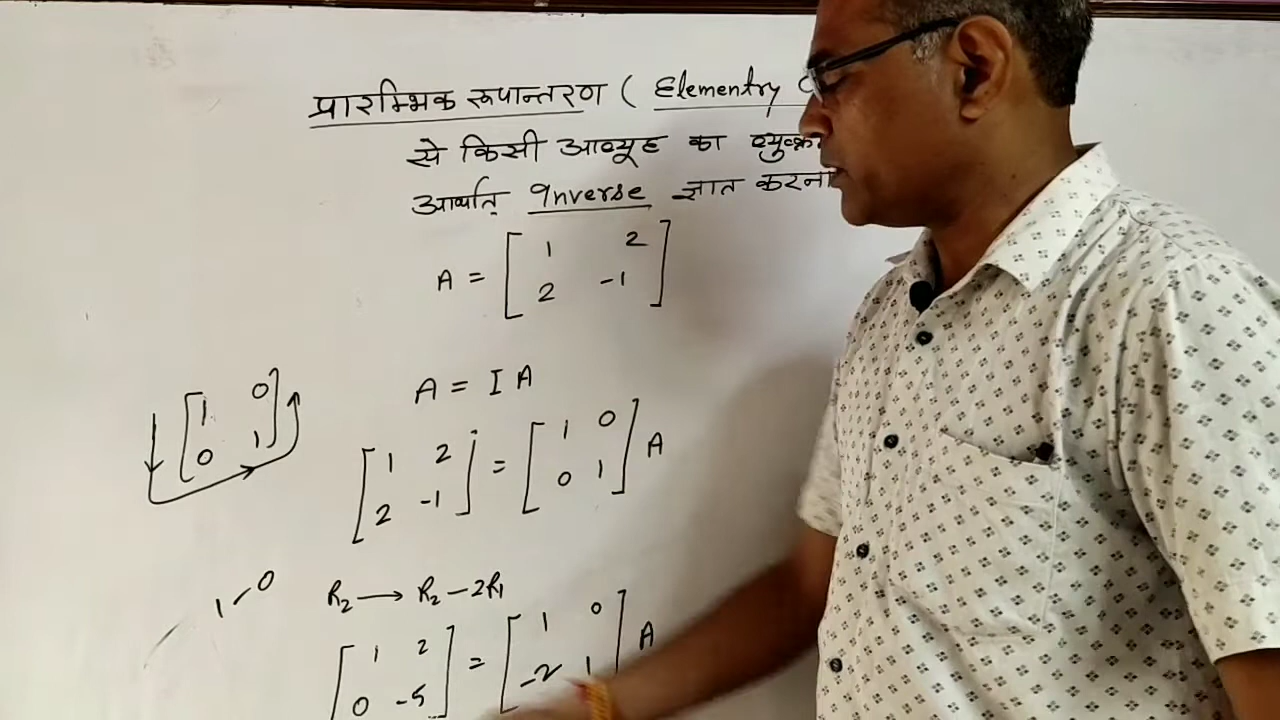 प्रारम्भिक रूपान्तरण ( Elementry
से किसी आव्यूह का
अर्थात् Inverse ज्ञात करना
A = [ 1 2
2 -1 ]
A = I A
[ 1 0
0 1 ]
[ 1 2
2 -1 ] = [ 1 0
0 1 ] A
1 0
R₂ → R₂ - 2R₁
[ 1 2
0 -5 ] = [ 1 0
-2 1 ] A